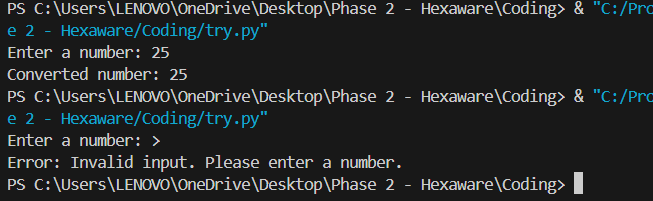 PS C:\Users\LENOVO\OneDrive\Desktop\Phase 2 - Hexaware\Coding> & "C:/Pro
e 2 - Hexaware/Coding/try.py"
Enter a number: 25
Converted number: 25
PS C:\Users\LENOVO\OneDrive\Desktop\Phase 2 - Hexaware\Coding> & "C:/Pro
e 2 - Hexaware/Coding/try.py"
Enter a number: >
Error: Invalid input. Please enter a number.
PS C:\Users\LENOVO\OneDrive\Desktop\Phase 2 - Hexaware\Coding>